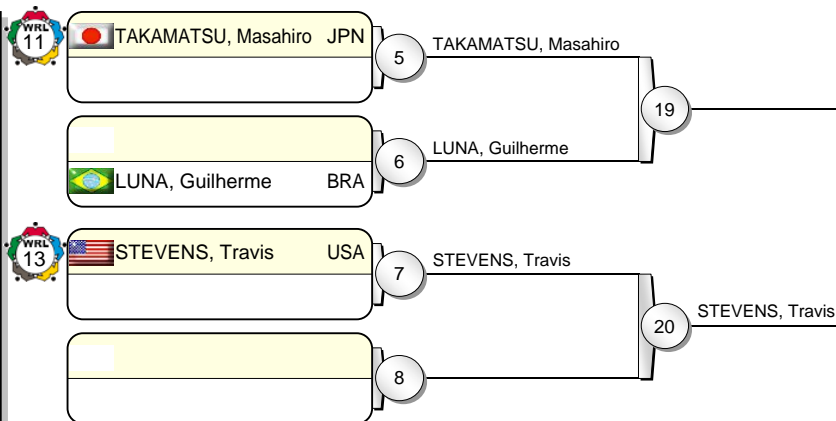 WRL
11
TAKAMATSU, Masahiro JPN
5
TAKAMATSU, Masahiro
19
6
LUNA, Guilherme
LUNA, Guilherme BRA
WRL
13
STEVENS, Travis USA
7
STEVENS, Travis
20
STEVENS, Travis
8